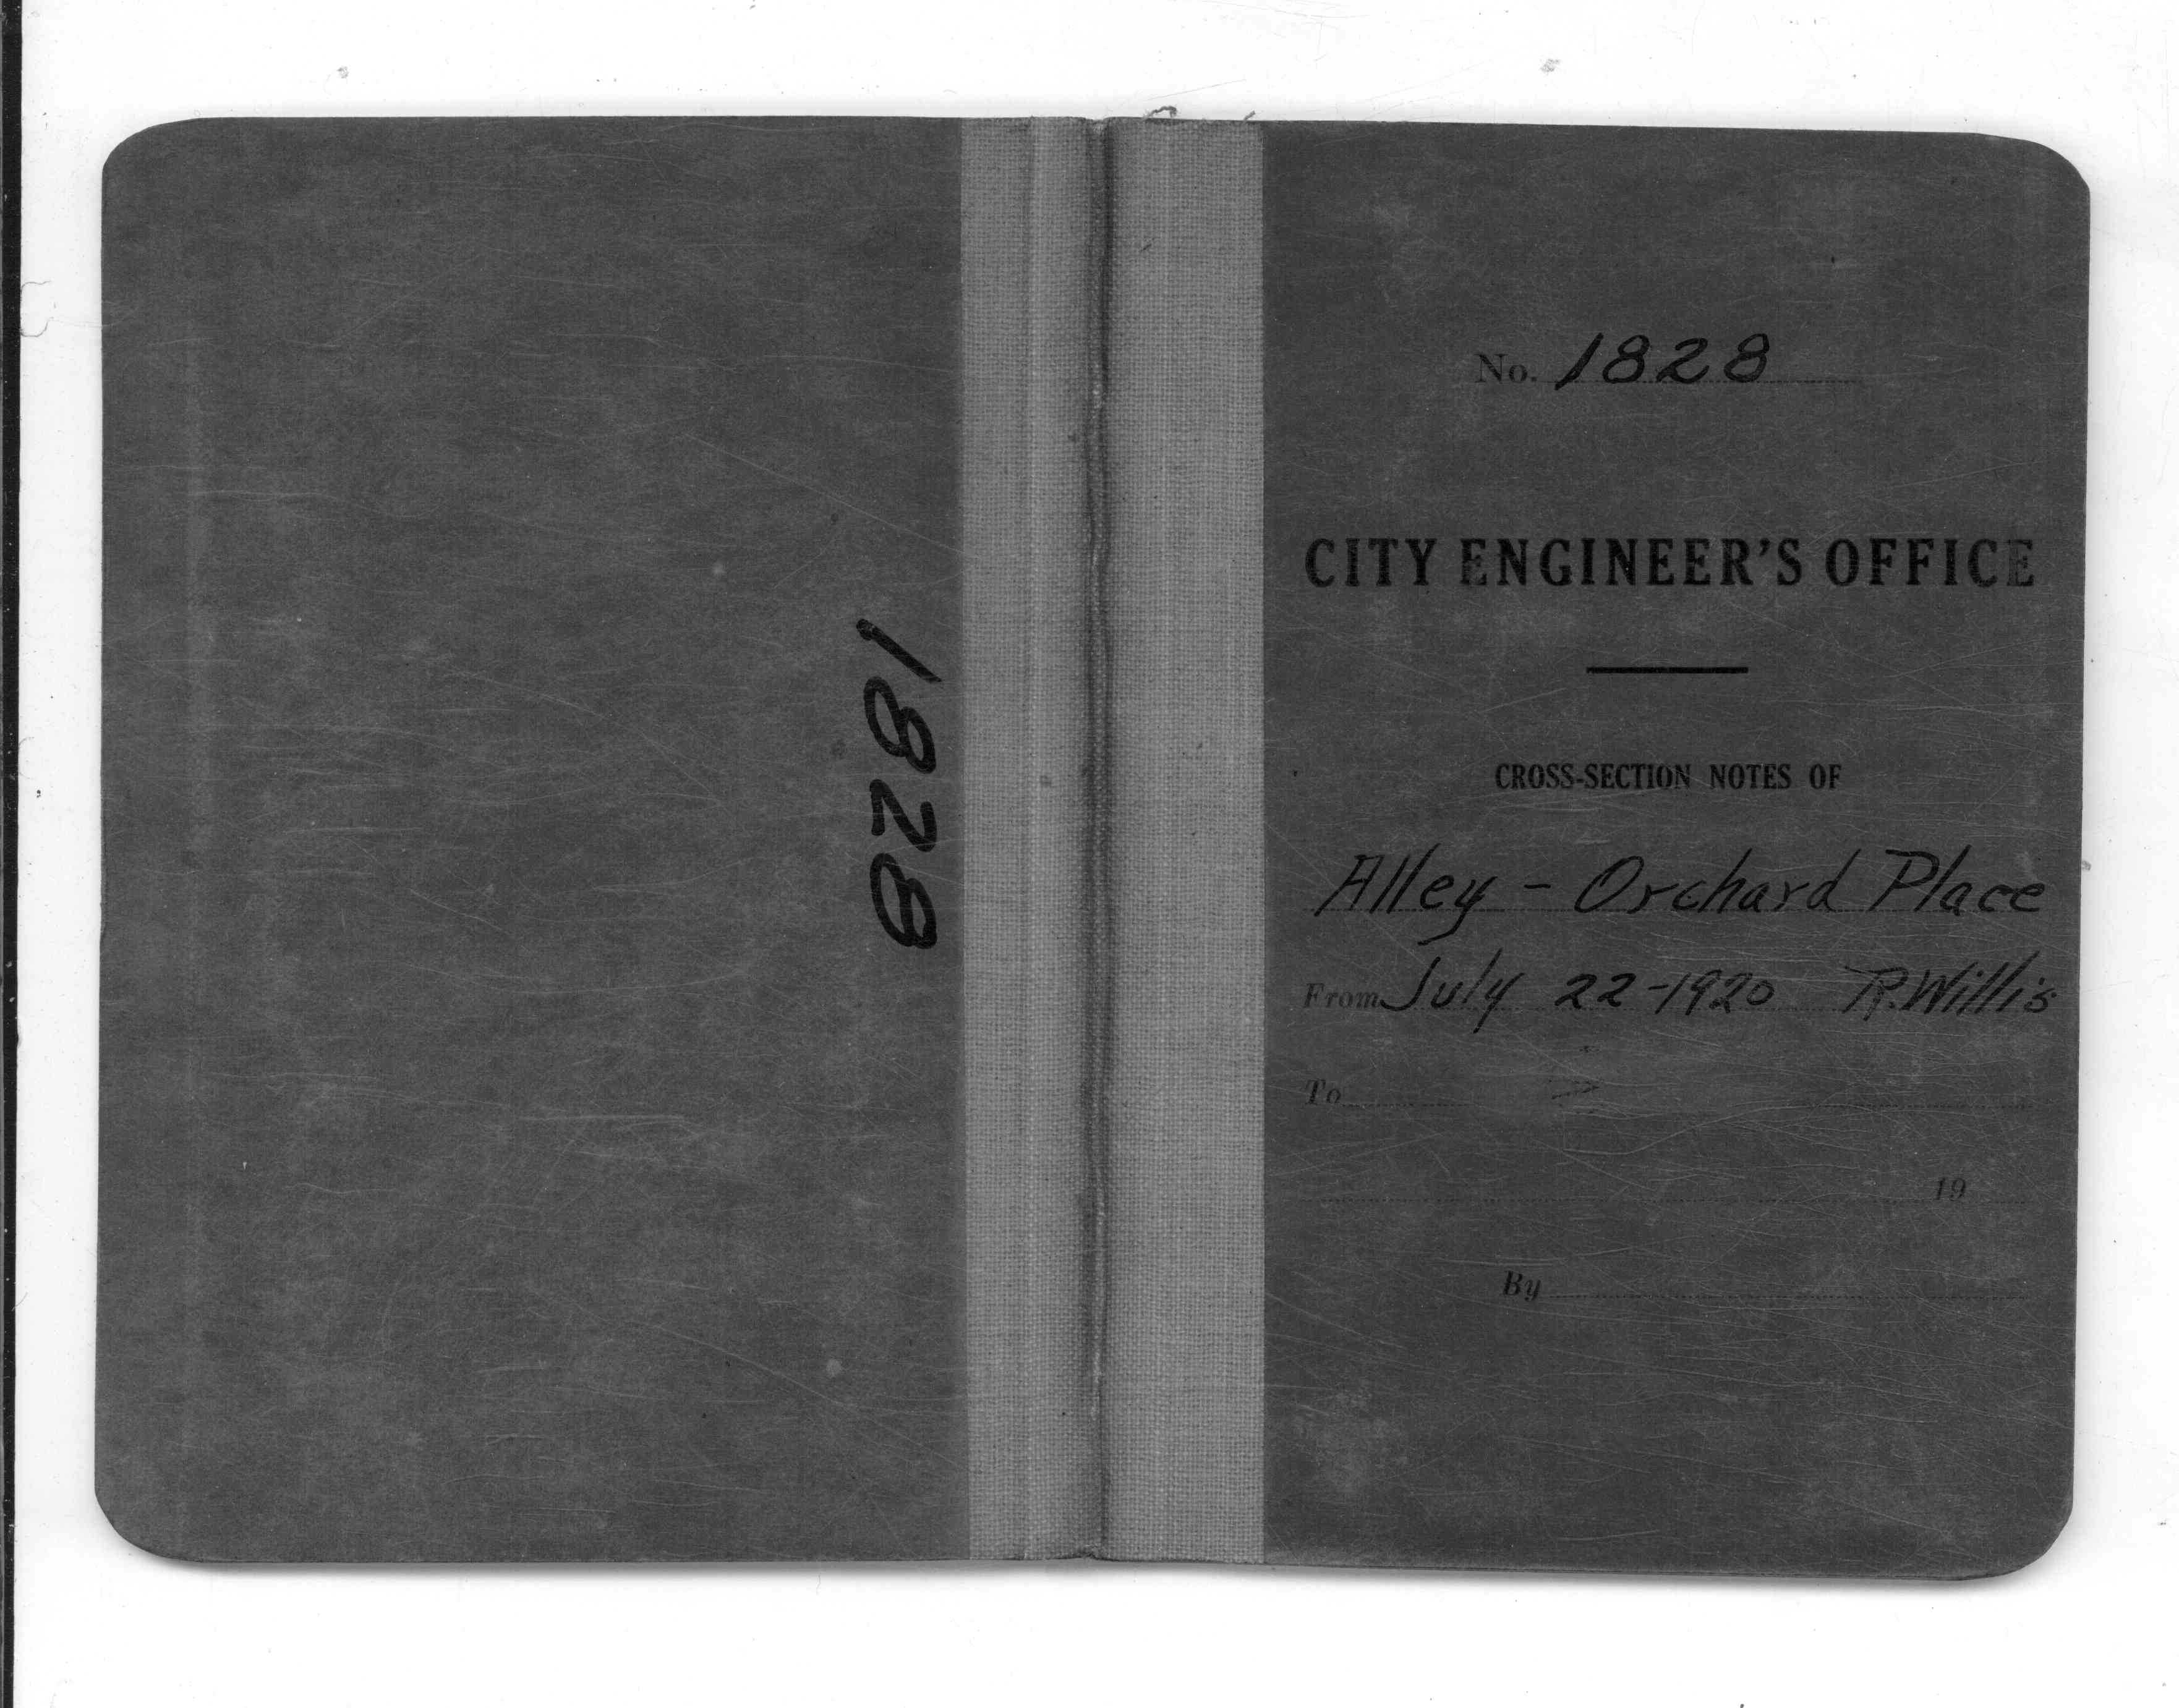 1828
No. 1828
CITY ENGINEER'S OFFICE
CROSS-SECTION NOTES OF
Alley - Orchard Place
From July 22-1920 R. Willis
To
19
By